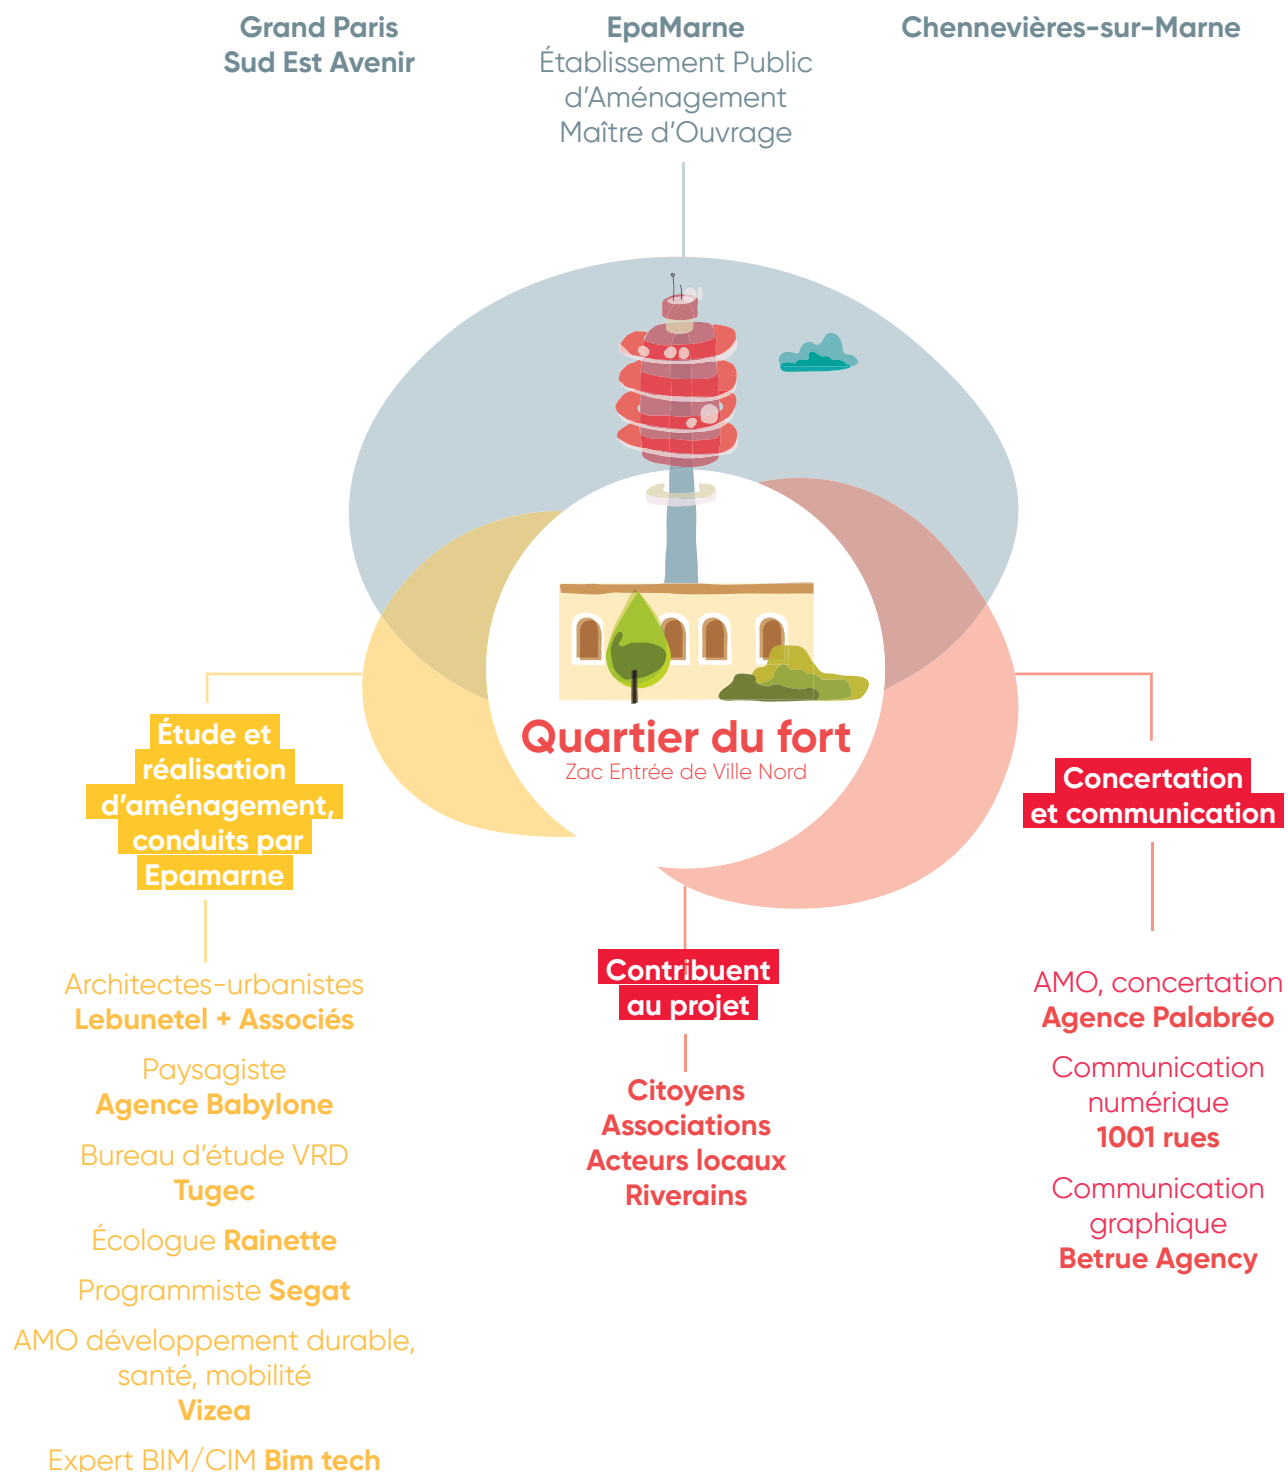 Grand Paris
Sud Est Avenir
EpaMarne
Établissement Public
d'Aménagement
Maître d'Ouvrage
Chennevières-sur-Marne
Quartier du fort
Zac Entrée de Ville Nord
Étude et
réalisation
d'aménagement,
conduits par
Epamarne
Architectes-urbanistes
Lebunetel + Associés
Paysagiste
Agence Babylone
Bureau d'étude VRD
Tugec
Écologue Rainette
Programmiste Segat
AMO développement durable,
santé, mobilité
Vizea
Expert BIM/CIM Bim tech
Contribuent
au projet
Citoyens
Associations
Acteurs locaux
Riverains
Concertation
et communication
AMO, concertation
Agence Palabréo
Communication
numérique
1001 rues
Communication
graphique
Betrue Agency